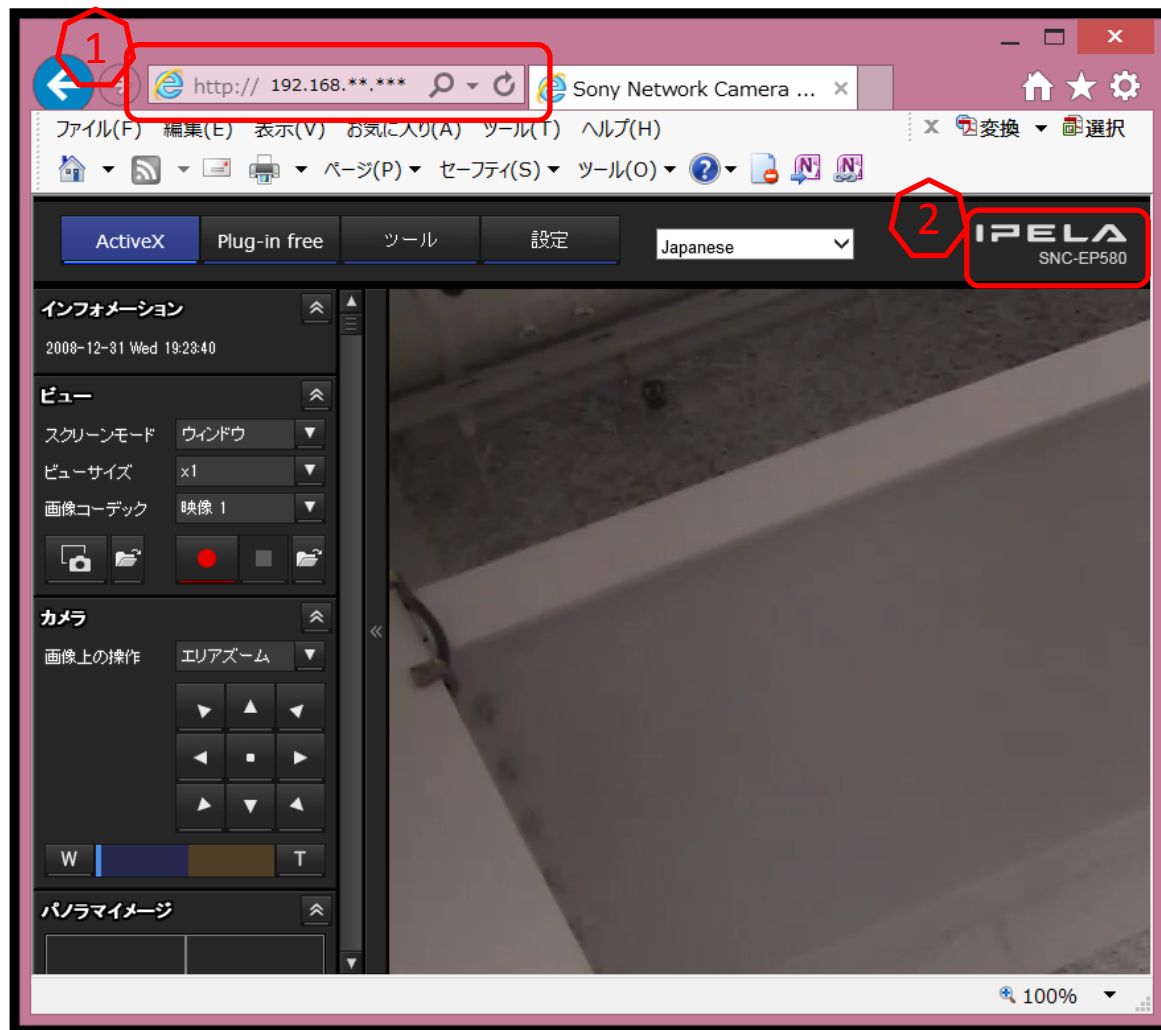 1
http:// 192.168.**.***
Sony Network Camera ...
ファイル(F) 編集(E) 表示(V) お気に入り(A) ツール(T) ヘルプ(H)
x 変換 選択
ページ(P) セーフティ(S) ツール(O)
2
ActiveX Plug-in free ツール 設定 Japanese
IPELA
SNC-EP580
インフォメーション
2008-12-31 Wed 19:23:40
ビュー
スクリーンモード ウィンドウ
ビューサイズ x1
画像コーデック 映像 1
カメラ
画像上の操作 エリアズーム
W T
パノラマイメージ
100%